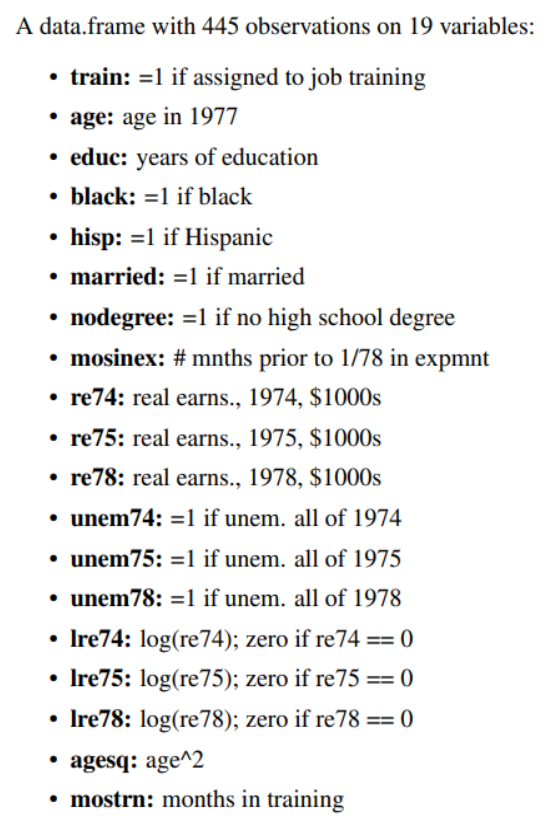 A data.frame with 445 observations on 19 variables:
• train: =1 if assigned to job training
• age: age in 1977
• educ: years of education
• black: =1 if black
• hisp: =1 if Hispanic
• married: =1 if married
• nodegree: =1 if no high school degree
• mosinex: # mnths prior to 1/78 in expmnt
• re74: real earns., 1974, $1000s
• re75: real earns., 1975, $1000s
• re78: real earns., 1978, $1000s
• unem74: =1 if unem. all of 1974
• unem75: =1 if unem. all of 1975
• unem78: =1 if unem. all of 1978
• lre74: log(re74); zero if re74 == 0
• lre75: log(re75); zero if re75 == 0
• lre78: log(re78); zero if re78 == 0
• agesq: age^2
• mostrn: months in training